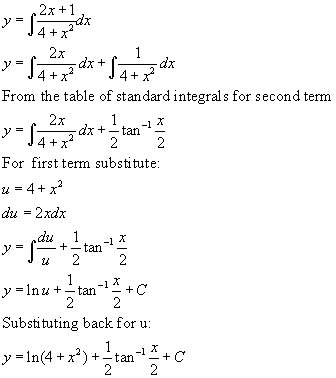 y = ∫ (2x + 1)/(4 + x²) dx
y = ∫ 2x/(4 + x²) dx + ∫ 1/(4 + x²) dx
From the table of standard integrals for second term
y = ∫ 2x/(4 + x²) dx + 1/2 tan⁻¹ x/2
For first term substitute:
u = 4 + x²
du = 2xdx
y = ∫ du/u + 1/2 tan⁻¹ x/2
y = ln u + 1/2 tan⁻¹ x/2 + C
Substituting back for u:
y = ln(4 + x²) + 1/2 tan⁻¹ x/2 + C